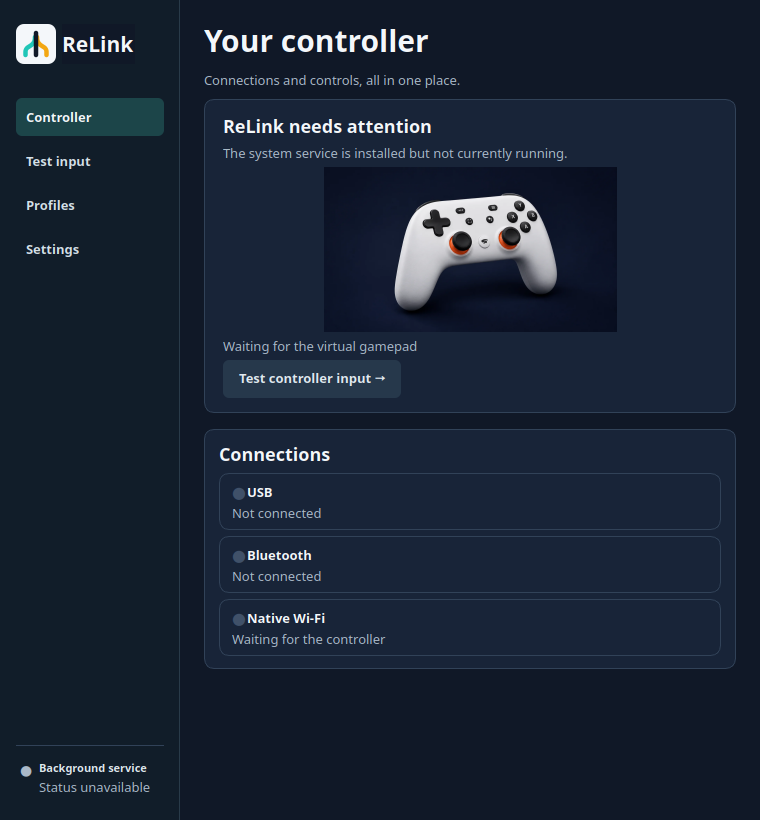 ReLink
Controller
Test input
Profiles
Settings
Background service
Status unavailable
Your controller
Connections and controls, all in one place.
ReLink needs attention
The system service is installed but not currently running.
Waiting for the virtual gamepad
Test controller input →
Connections
USB
Not connected
Bluetooth
Not connected
Native Wi-Fi
Waiting for the controller